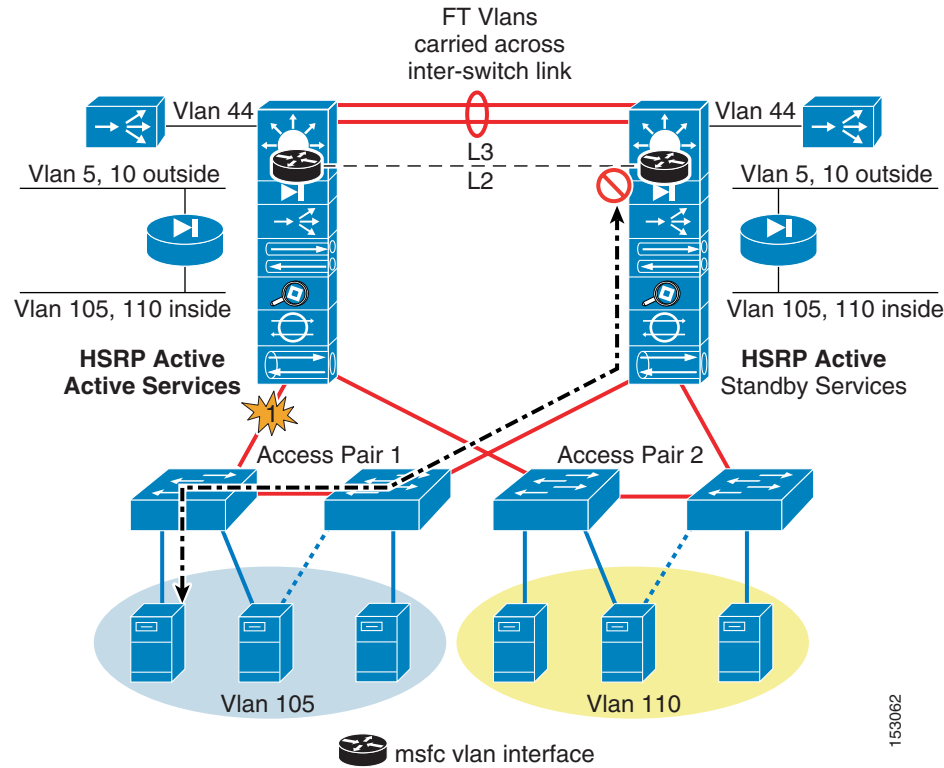 FT Vlans
carried across
inter-switch link
Vlan 44
Vlan 44
L3
L2
Vlan 5, 10 outside
Vlan 5, 10 outside
Vlan 105, 110 inside
Vlan 105, 110 inside
HSRP Active
Active Services
HSRP Active
Standby Services
1
Access Pair 1
Access Pair 2
Vlan 105
Vlan 110
153062
msfc vlan interface